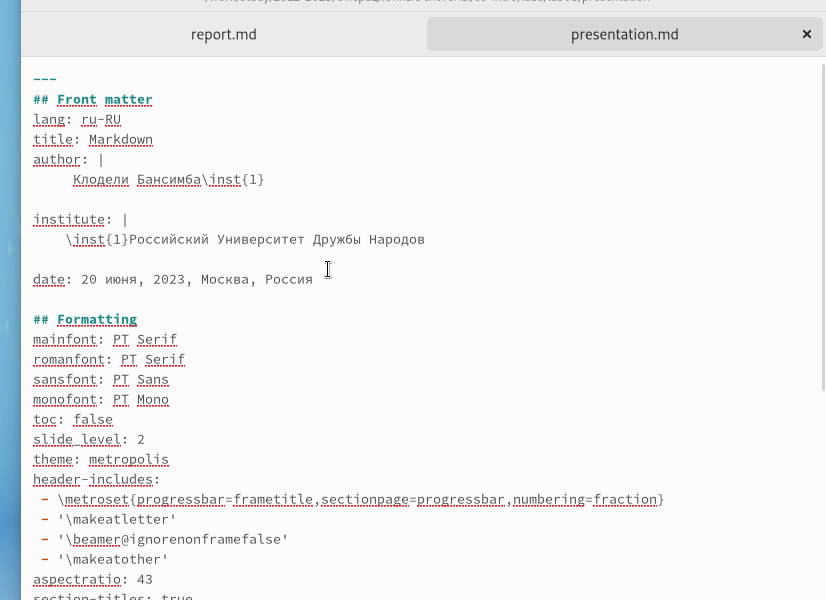 report.md
presentation.md
---
## Front matter
lang: ru-RU
title: Markdown
author: |
Клодели Бансимба\inst{1}
institute: |
\inst{1}Российский Университет Дружбы Народов
date: 20 июня, 2023, Москва, Россия
## Formatting
mainfont: PT Serif
romanfont: PT Serif
sansfont: PT Sans
monofont: PT Mono
toc: false
slide_level: 2
theme: metropolis
header-includes:
- \metroset{progressbar=frametitle,sectionpage=progressbar,numbering=fraction}
- '\makeatletter'
- '\beamer@ignorenonframefalse'
- '\makeatother'
aspectratio: 43
section-titles: true